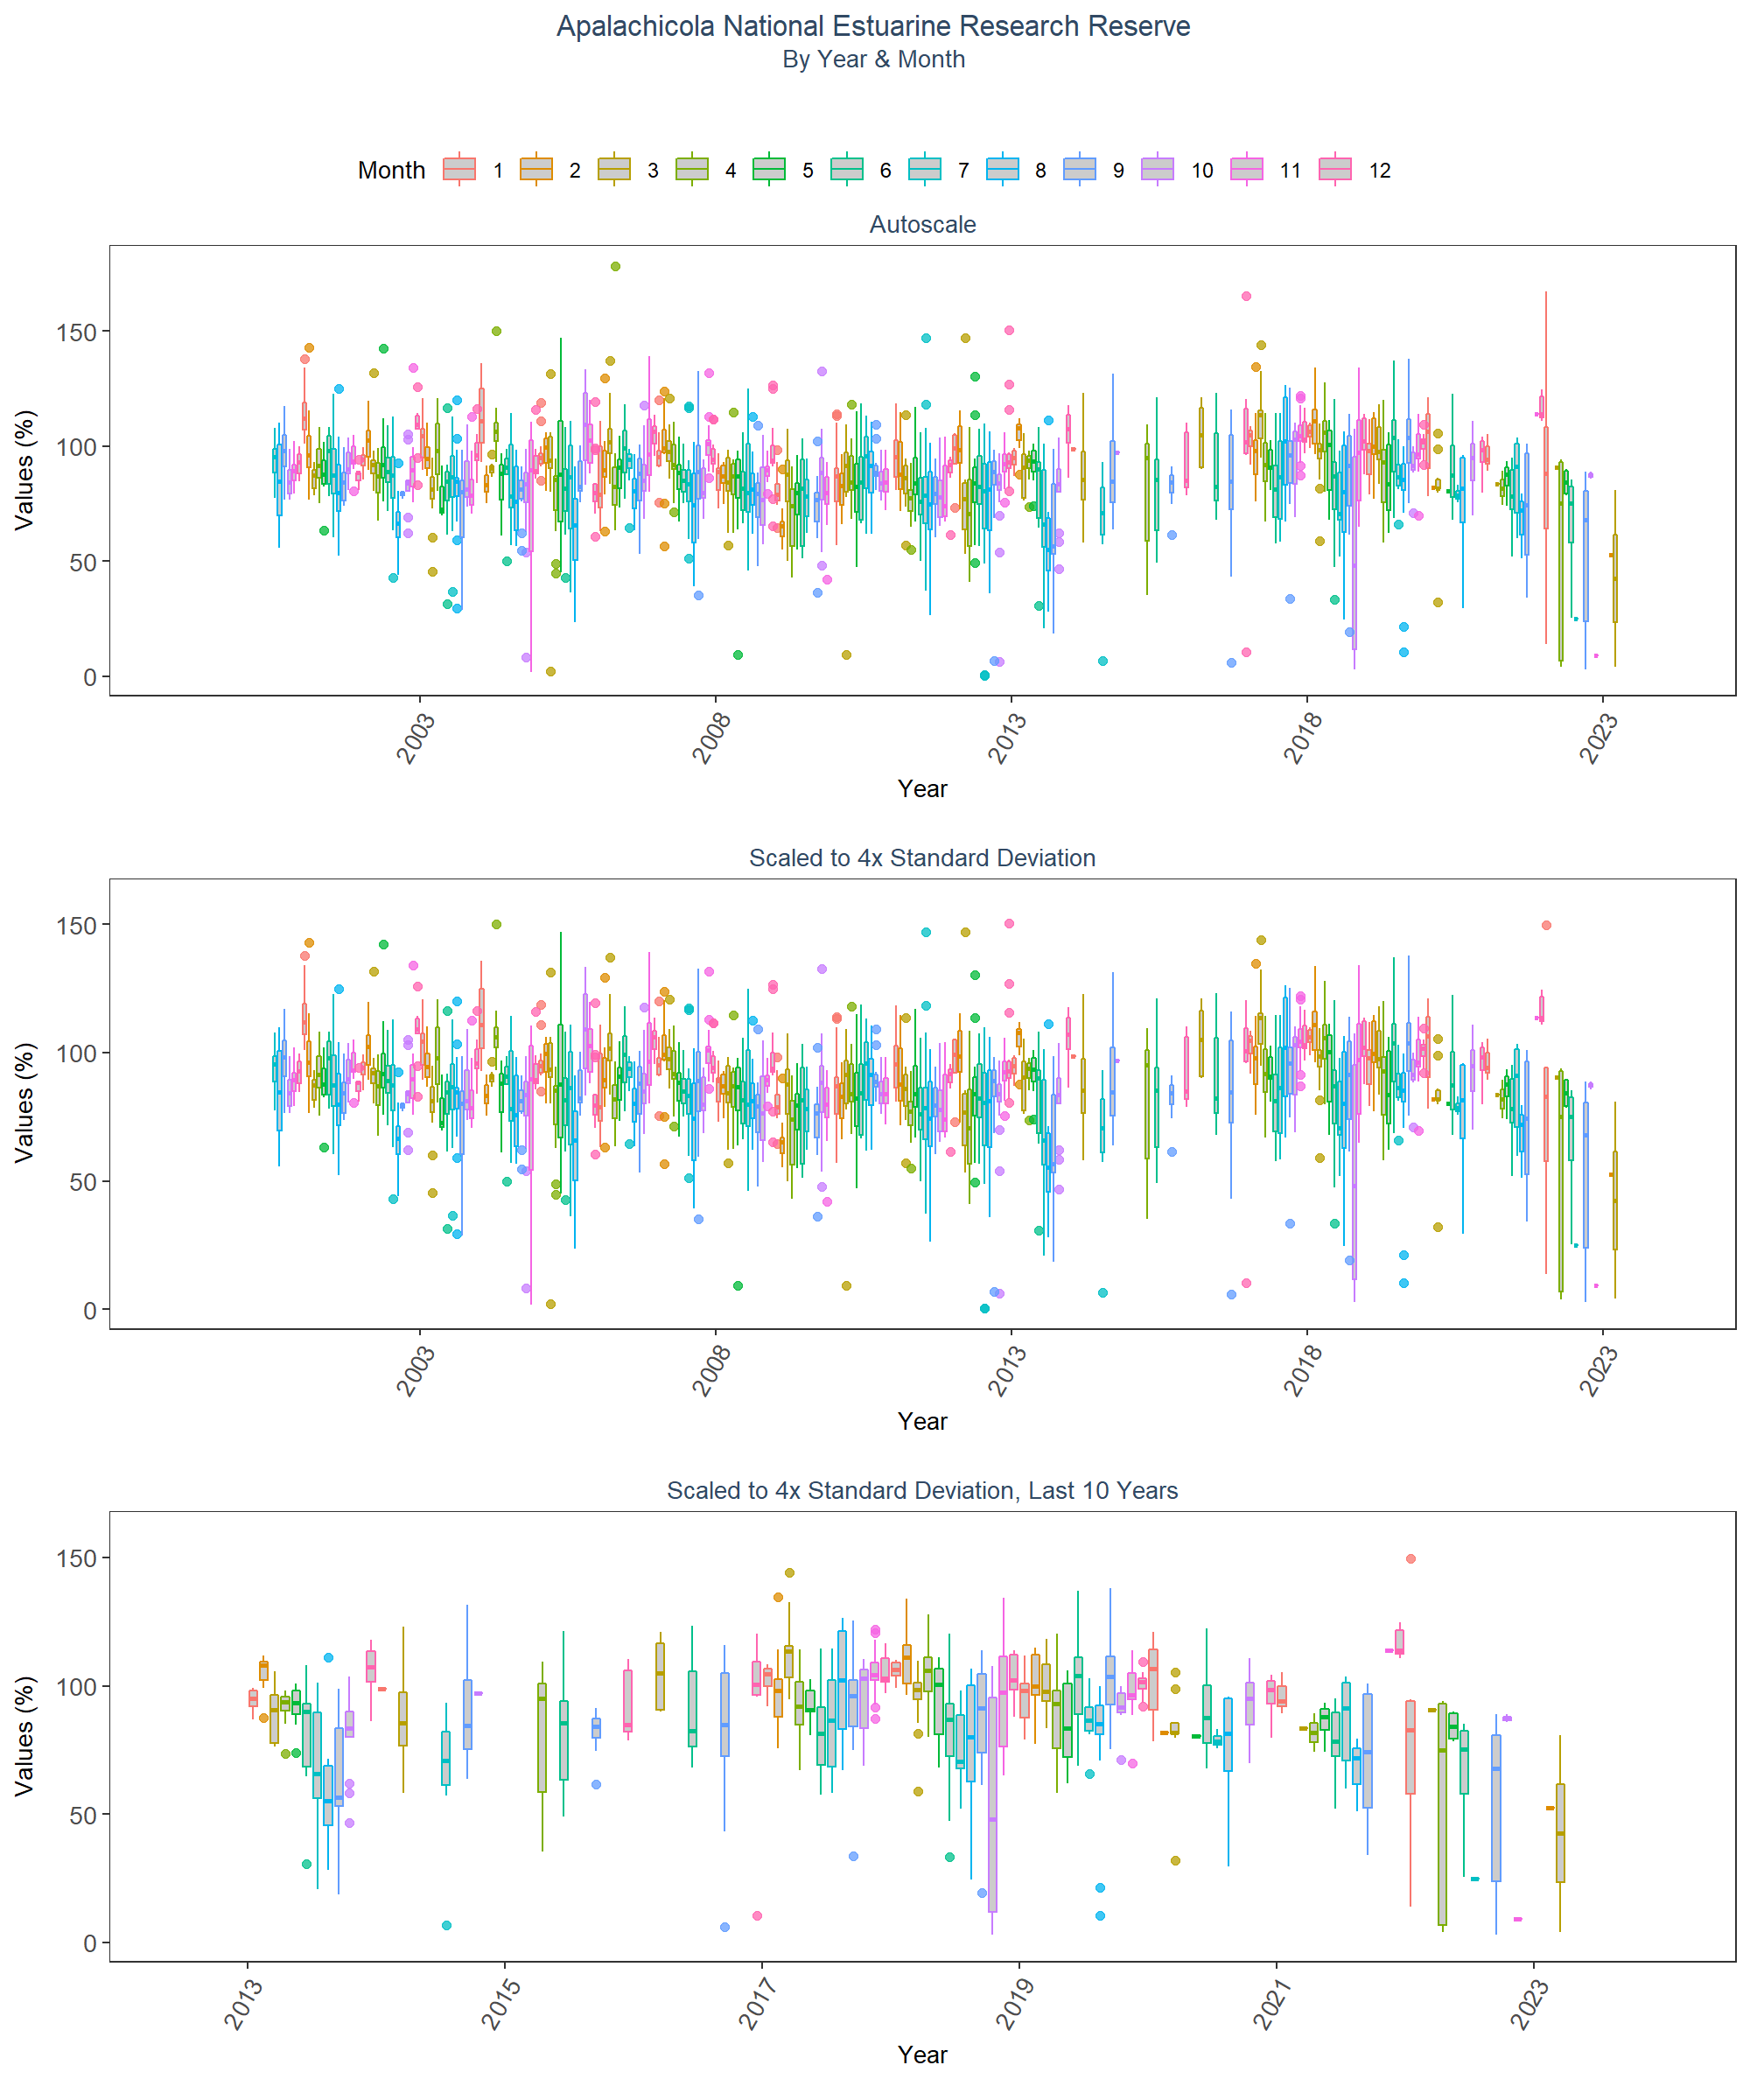 Apalachicola National Estuarine Research Reserve
By Year & Month
Month 1 2 3 4 5 6 7 8 9 10 11 12
Autoscale
Values (%)
150
100
50
0
2003 2008 2013 2018 2023
Year
Scaled to 4x Standard Deviation
Values (%)
150
100
50
0
2003 2008 2013 2018 2023
Year
Scaled to 4x Standard Deviation, Last 10 Years
Values (%)
150
100
50
0
2013 2015 2017 2019 2021 2023
Year